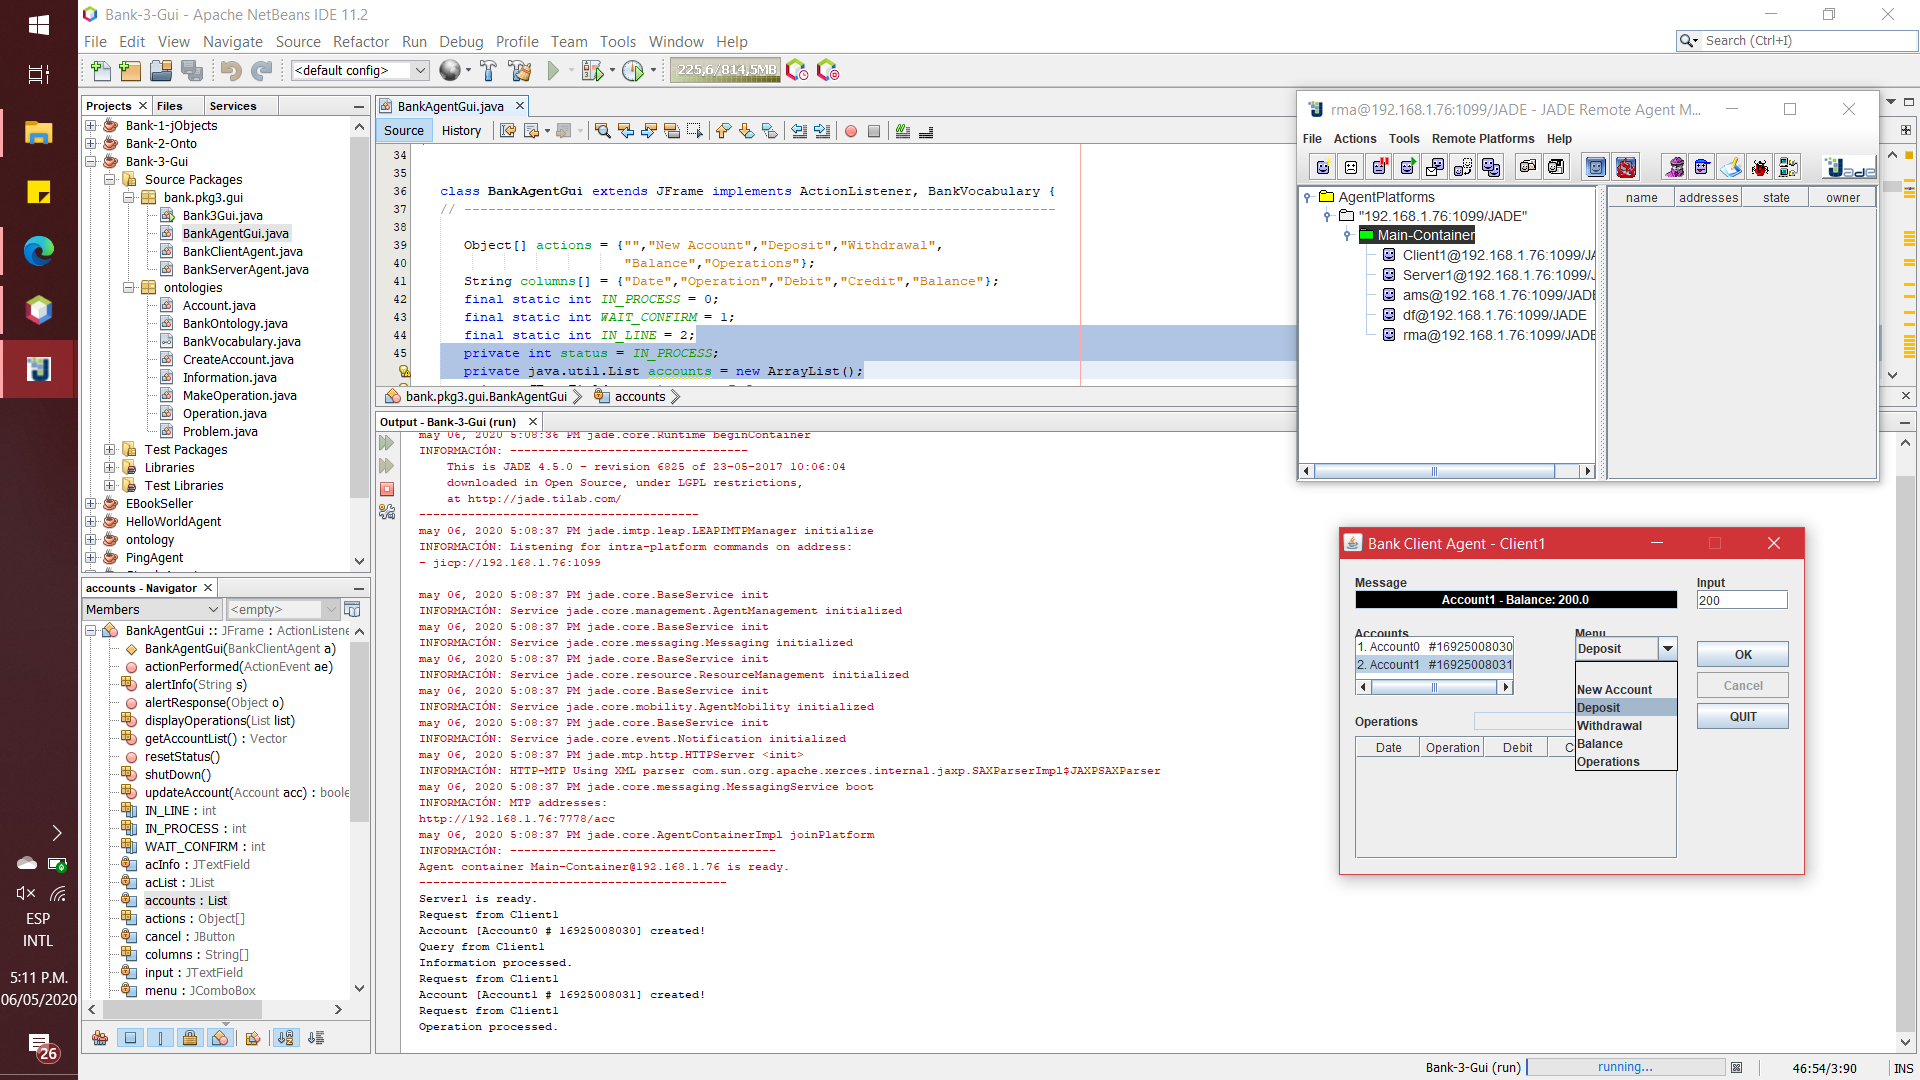 Bank-3-Gui - Apache NetBeans IDE 11.2
File Edit View Navigate Source Refactor Run Debug Profile Team Tools Window Help
Search (Ctrl+I)
<default config>
225,6/814,5MB
Projects Files Services
Bank-1-jObjects
Bank-2-Onto
Bank-3-Gui
Source Packages
bank.pkg3.gui
Bank3Gui.java
BankAgentGui.java
BankClientAgent.java
BankServerAgent.java
ontologies
Account.java
BankOntology.java
BankVocabulary.java
CreateAccount.java
Information.java
MakeOperation.java
Operation.java
Problem.java
Test Packages
Libraries
Test Libraries
EBookSeller
HelloWorldAgent
ontology
PingAgent
accounts - Navigator
Members <empty>
BankAgentGui :: JFrame : ActionListene
BankAgentGui(BankClientAgent a)
actionPerformed(ActionEvent ae)
alertInfo(String s)
alertResponse(Object o)
displayOperations(List list)
getAccountList() : Vector
resetStatus()
shutDown()
updateAccount(Account acc) : boole
IN_LINE : int
IN_PROCESS : int
WAIT_CONFIRM : int
acInfo : JTextField
acList : JList
accounts : List
actions : Object[]
cancel : JButton
columns : String[]
input : JTextField
menu : JComboBox
BankAgentGui.java
Source History
34
35
36 class BankAgentGui extends JFrame implements ActionListener, BankVocabulary {
37 // --------------------------------------------------------------------------
38
39 Object[] actions = {"","New Account","Deposit","Withdrawal",
40 "Balance","Operations"};
41 String columns[] = {"Date","Operation","Debit","Credit","Balance"};
42 final static int IN_PROCESS = 0;
43 final static int WAIT_CONFIRM = 1;
44 final static int IN_LINE = 2;
45 private int status = IN_PROCESS;
private java.util.List accounts = new ArrayList();
bank.pkg3.gui.BankAgentGui accounts
Output - Bank-3-Gui (run)
may 06, 2020 5:08:36 PM jade.core.Runtime beginContainer
INFORMACIÓN: ----------------------------------
This is JADE 4.5.0 - revision 6825 of 23-05-2017 10:06:04
downloaded in Open Source, under LGPL restrictions,
at http://jade.tilab.com/
----------------------------------------
may 06, 2020 5:08:37 PM jade.imtp.leap.LEAPIMTPManager initialize
INFORMACIÓN: Listening for intra-platform commands on address:
- jicp://192.168.1.76:1099
may 06, 2020 5:08:37 PM jade.core.BaseService init
INFORMACIÓN: Service jade.core.management.AgentManagement initialized
may 06, 2020 5:08:37 PM jade.core.BaseService init
INFORMACIÓN: Service jade.core.messaging.Messaging initialized
may 06, 2020 5:08:37 PM jade.core.BaseService init
INFORMACIÓN: Service jade.core.resource.ResourceManagement initialized
may 06, 2020 5:08:37 PM jade.core.BaseService init
INFORMACIÓN: Service jade.core.mobility.AgentMobility initialized
may 06, 2020 5:08:37 PM jade.core.BaseService init
INFORMACIÓN: Service jade.core.event.Notification initialized
may 06, 2020 5:08:37 PM jade.mtp.http.HTTPServer <init>
INFORMACIÓN: HTTP-MTP Using XML parser com.sun.org.apache.xerces.internal.jaxp.SAXParserImpl$JAXPSAXParser
may 06, 2020 5:08:37 PM jade.core.messaging.MessagingService boot
INFORMACIÓN: MTP addresses:
http://192.168.1.76:7778/acc
may 06, 2020 5:08:37 PM jade.core.AgentContainerImpl joinPlatform
INFORMACIÓN: --------------------------------------
Agent container Main-Container@192.168.1.76 is ready.
--------------------------------------------
Server1 is ready.
Request from Client1
Account [Account0 # 16925008030] created!
Query from Client1
Information processed.
Request from Client1
Account [Account1 # 16925008031] created!
Request from Client1
Operation processed.
rma@192.168.1.76:1099/JADE - JADE Remote Agent M...
File Actions Tools Remote Platforms Help
Jade
AgentPlatforms
"192.168.1.76:1099/JADE"
Main-Container
Client1@192.168.1.76:1099/JA
Server1@192.168.1.76:1099/J
ams@192.168.1.76:1099/JADE
df@192.168.1.76:1099/JADE
rma@192.168.1.76:1099/JADE
name addresses state owner
Bank Client Agent - Client1
Message Input
Account1 - Balance: 200.0 200
Accounts Menu
1. Account0 #16925008030
2. Account1 #16925008031
Deposit
New Account
Deposit
Withdrawal
Balance
Operations
OK
Cancel
QUIT
Operations
Date Operation Debit C
Bank-3-Gui (run) running... 46:54/3:90 INS
ESP
INTL
5:11 P.M.
06/05/2020
26